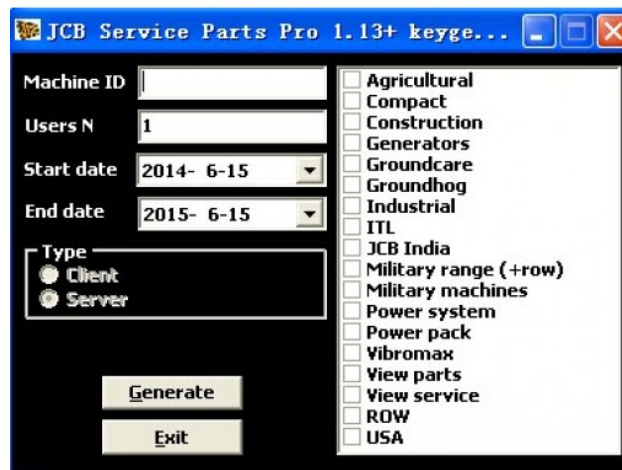 JCB Service Parts Pro 1.13+ keyge...
Machine ID
Users N 1
Start date 2014- 6-15
End date 2015- 6-15
Type
Client
Server
Generate
Exit
Agricultural
Compact
Construction
Generators
Groundcare
Groundhog
Industrial
ITL
JCB India
Military range (+row)
Military machines
Power system
Power pack
Vibromax
View parts
View service
ROW
USA